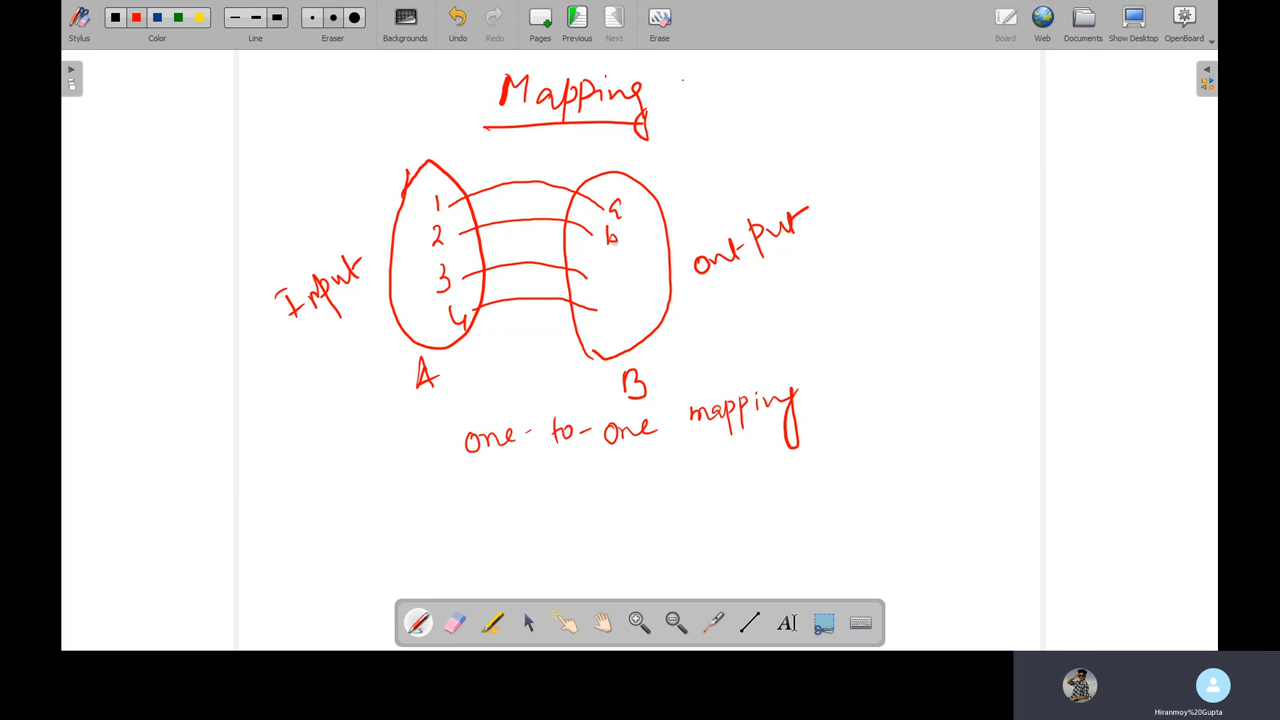 Stylus Color Line Eraser Backgrounds Undo Redo Pages Previous Next Erase Board Web Documents Show Desktop OpenBoard
Mapping
1 a
2 b
3
4
Input
output
A
B
one-to-one mapping
AI
Hiranmoy%20Gupta